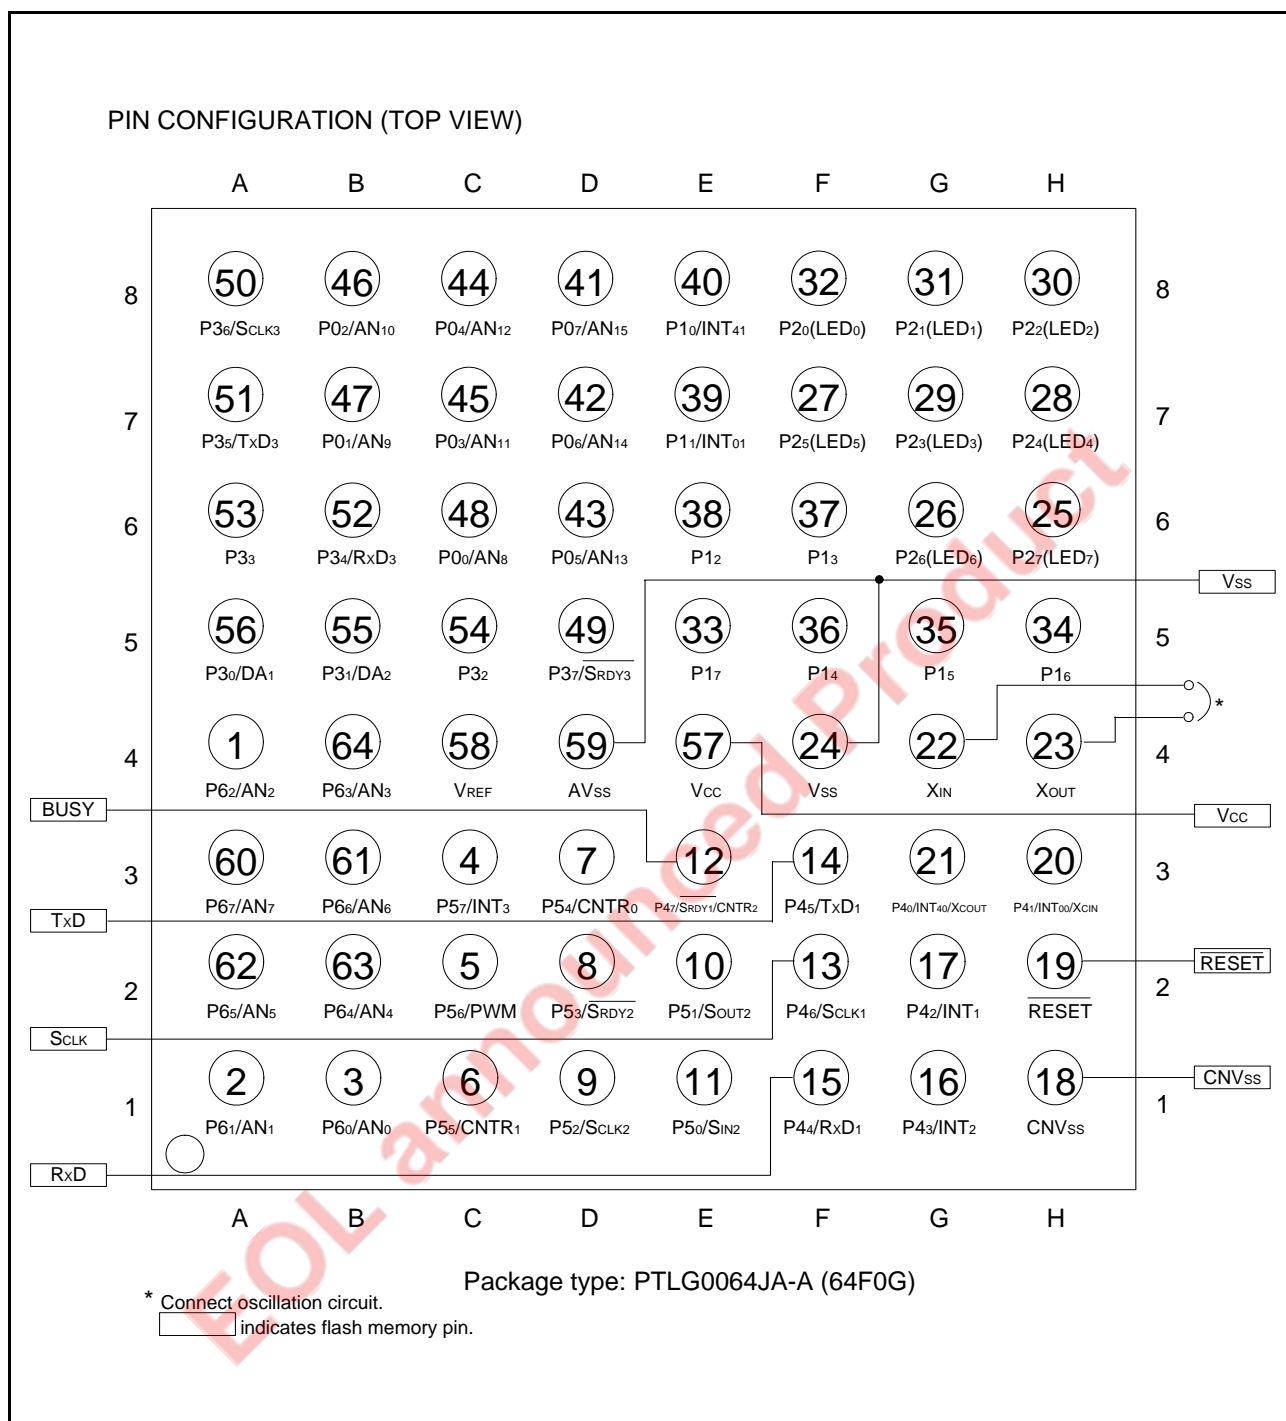 PIN CONFIGURATION (TOP VIEW)
A B C D E F G H
8 50 46 44 41 40 32 31 30 8
P36/SCLK3 P02/AN10 P04/AN12 P07/AN15 P10/INT41 P20(LED0) P21(LED1) P22(LED2)
7 51 47 45 42 39 27 29 28 7
P35/TxD3 P01/AN9 P03/AN11 P06/AN14 P11/INT01 P25(LED5) P23(LED3) P24(LED4)
6 53 52 48 43 38 37 26 25 6
P33 P34/RxD3 P00/AN8 P05/AN13 P12 P13 P26(LED6) P27(LED7)
Vss
5 56 55 54 49 33 36 35 34 5
P30/DA1 P31/DA2 P32 P37/SRDY3 P17 P14 P15 P16
*
4 1 64 58 59 57 24 22 23 4
P62/AN2 P63/AN3 VREF AVss Vcc Vss XIN XOUT
BUSY
Vcc
3 60 61 4 7 12 14 21 20 3
P67/AN7 P66/AN6 P57/INT3 P54/CNTR0 P47/SRDY1/CNTR2 P45/TxD1 P40/INT40/XCOUT P41/INT00/XCIN
TxD
2 62 63 5 8 10 13 17 19 2
RESET
P65/AN5 P64/AN4 P56/PWM P53/SRDY2 P51/SOUT2 P46/SCLK1 P42/INT1 RESET
SCLK
1 2 3 6 9 11 15 16 18 1
CNVss
P61/AN1 P60/AN0 P55/CNTR1 P52/SCLK2 P50/SIN2 P44/RxD1 P43/INT2 CNVss
RxD
A B C D E F G H
Package type: PTLG0064JA-A (64F0G)
* Connect oscillation circuit.
indicates flash memory pin.
EOL announced Product